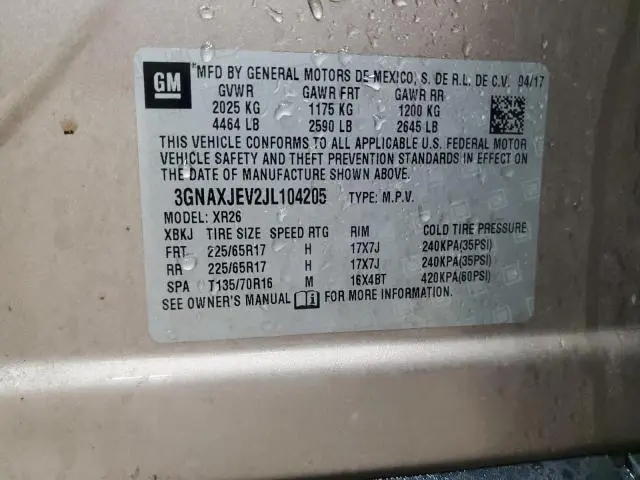 GM
*MFD BY GENERAL MOTORS DE MEXICO, S. DE R.L. DE C.V. 04/17
GVWR GAWR FRT GAWR RR
2025 KG 1175 KG 1200 KG
4464 LB 2590 LB 2645 LB
THIS VEHICLE CONFORMS TO ALL APPLICABLE U.S. FEDERAL MOTOR
VEHICLE SAFETY AND THEFT PREVENTION STANDARDS IN EFFECT ON
THE DATE OF MANUFACTURE SHOWN ABOVE.
3GNAXJEV2JL104205 TYPE: M.P.V.
MODEL: XR26
XBKJ TIRE SIZE SPEED RTG RIM COLD TIRE PRESSURE
FRT 225/65R17 H 17X7J 240KPA(35PSI)
RR 225/65R17 H 17X7J 240KPA(35PSI)
SPA T135/70R16 M 16X4BT 420KPA(60PSI)
SEE OWNER'S MANUAL FOR MORE INFORMATION.